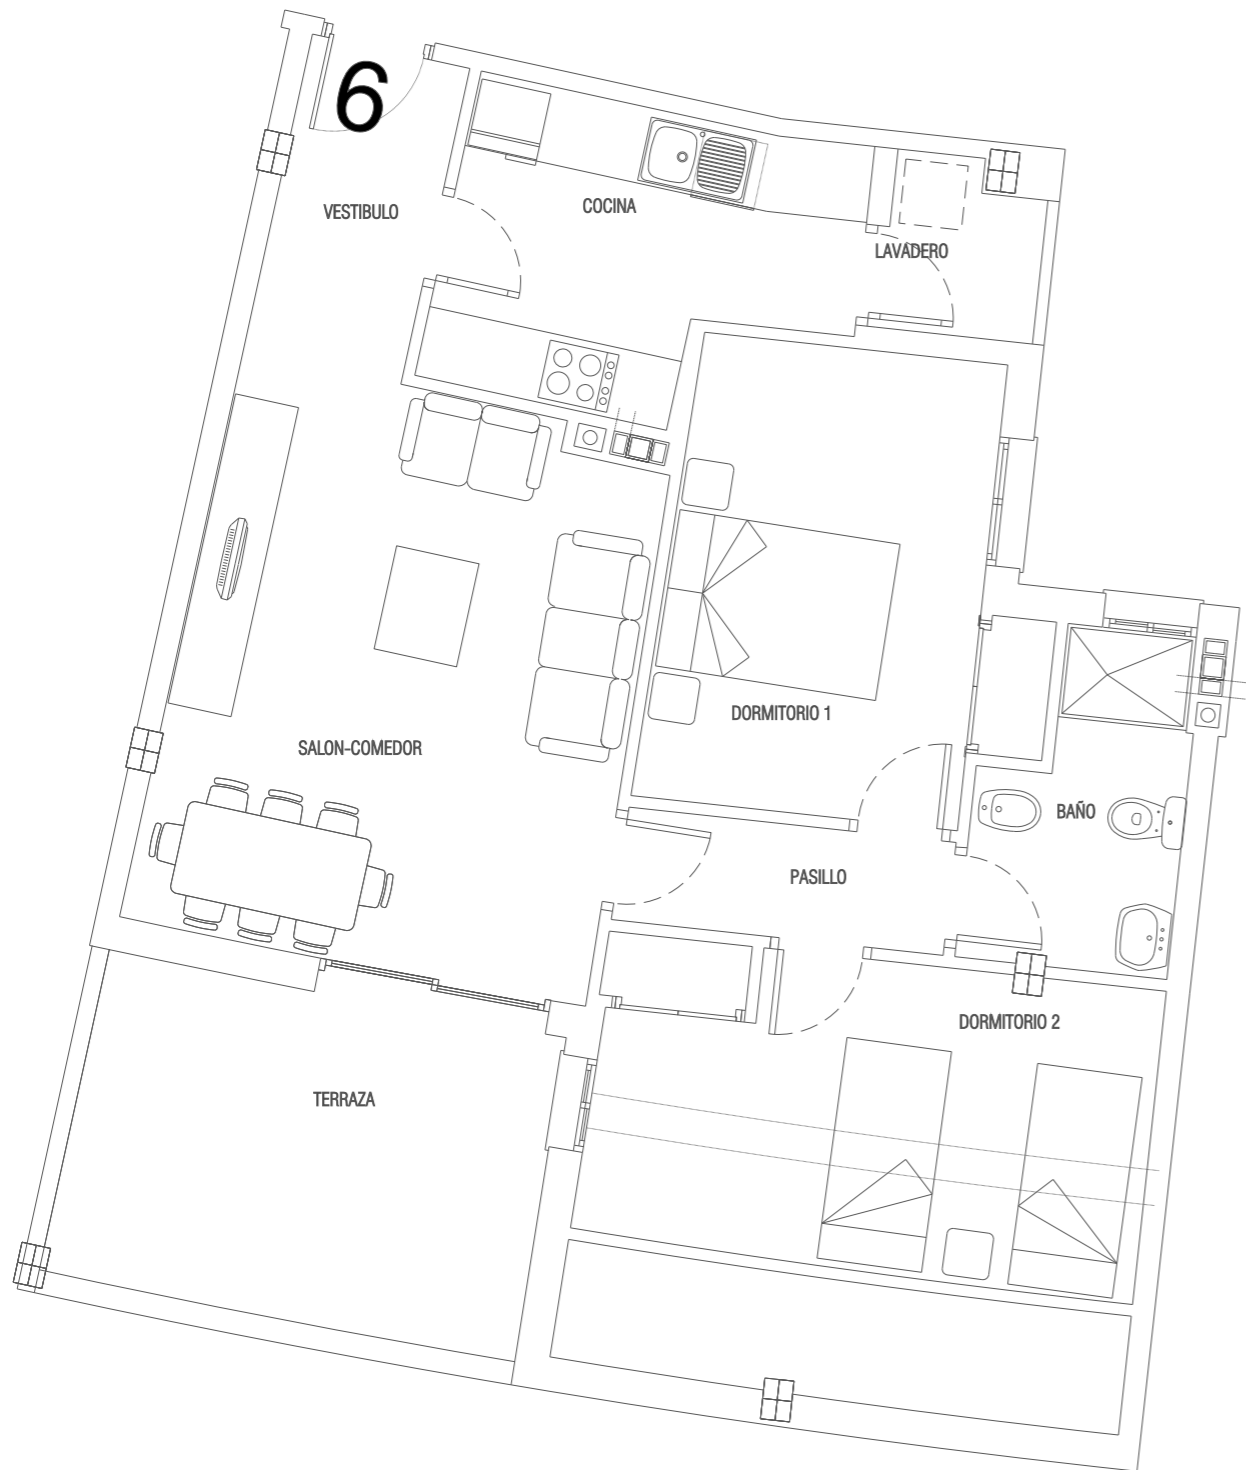 6
VESTIBULO
COCINA
LAVADERO
DORMITORIO 1
SALON-COMEDOR
BAÑO
PASILLO
DORMITORIO 2
TERRAZA